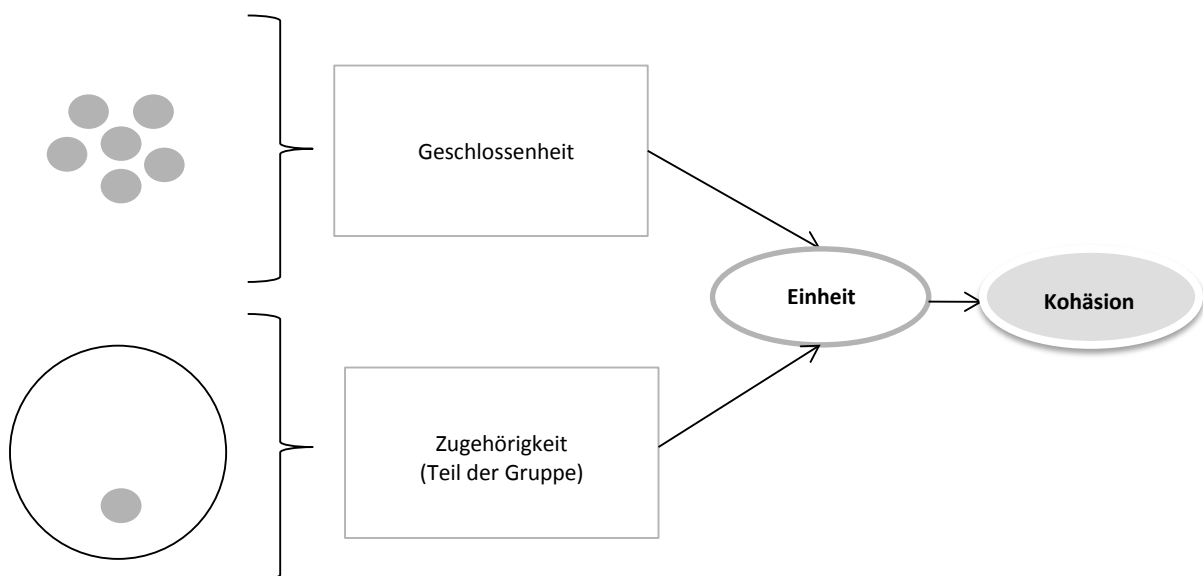 Geschlossenheit
Einheit
Kohäsion
Zugehörigkeit
(Teil der Gruppe)